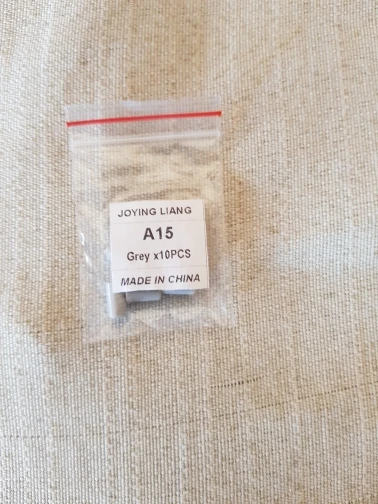 JOYING LIANG
A15
Grey x10PCS
MADE IN CHINA